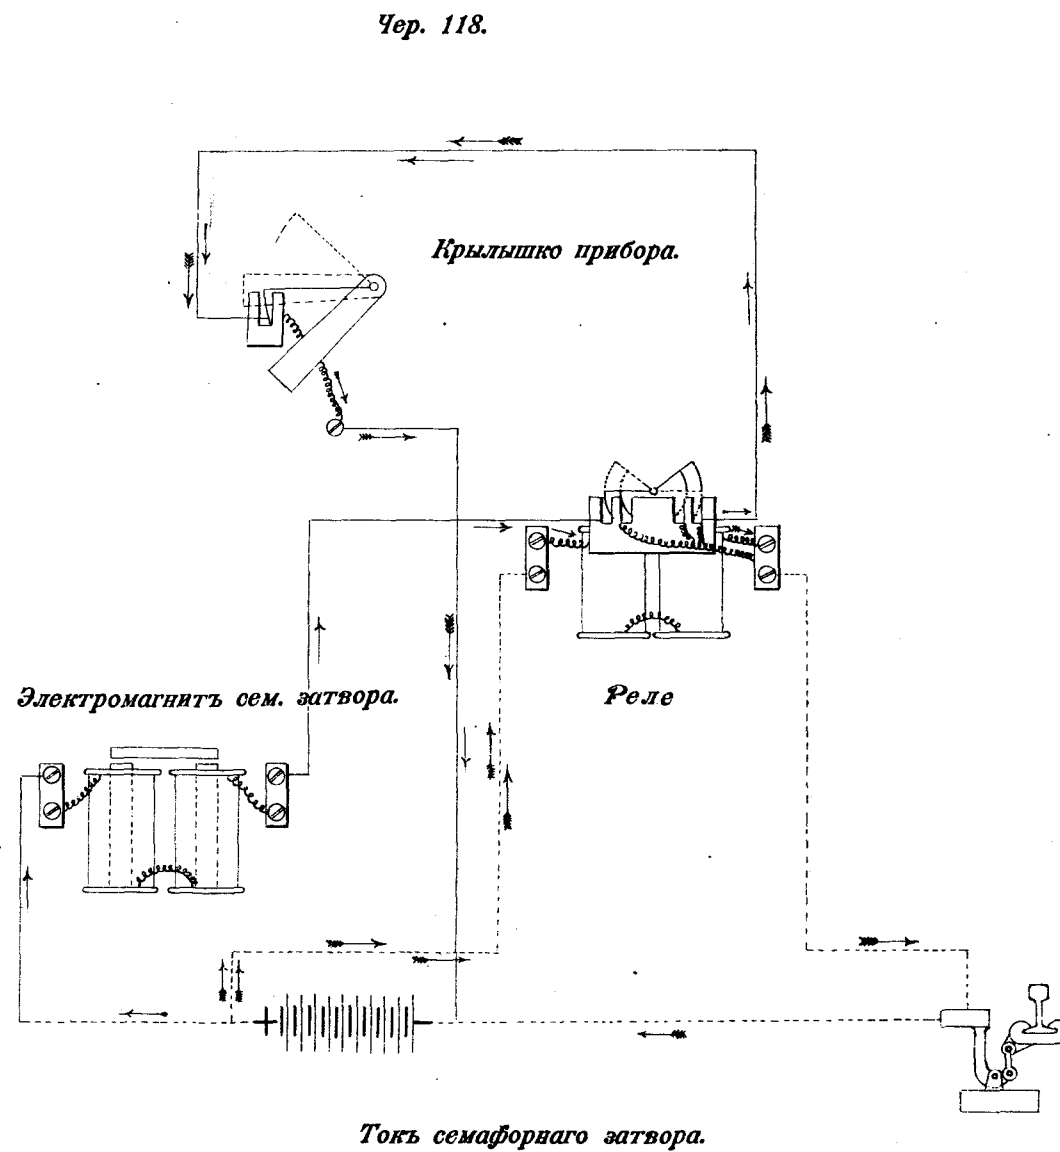 Чер. 118.
Крылышко прибора.
Электромагнитъ сем. затвора.
Реле
Токъ семафорнаго затвора.